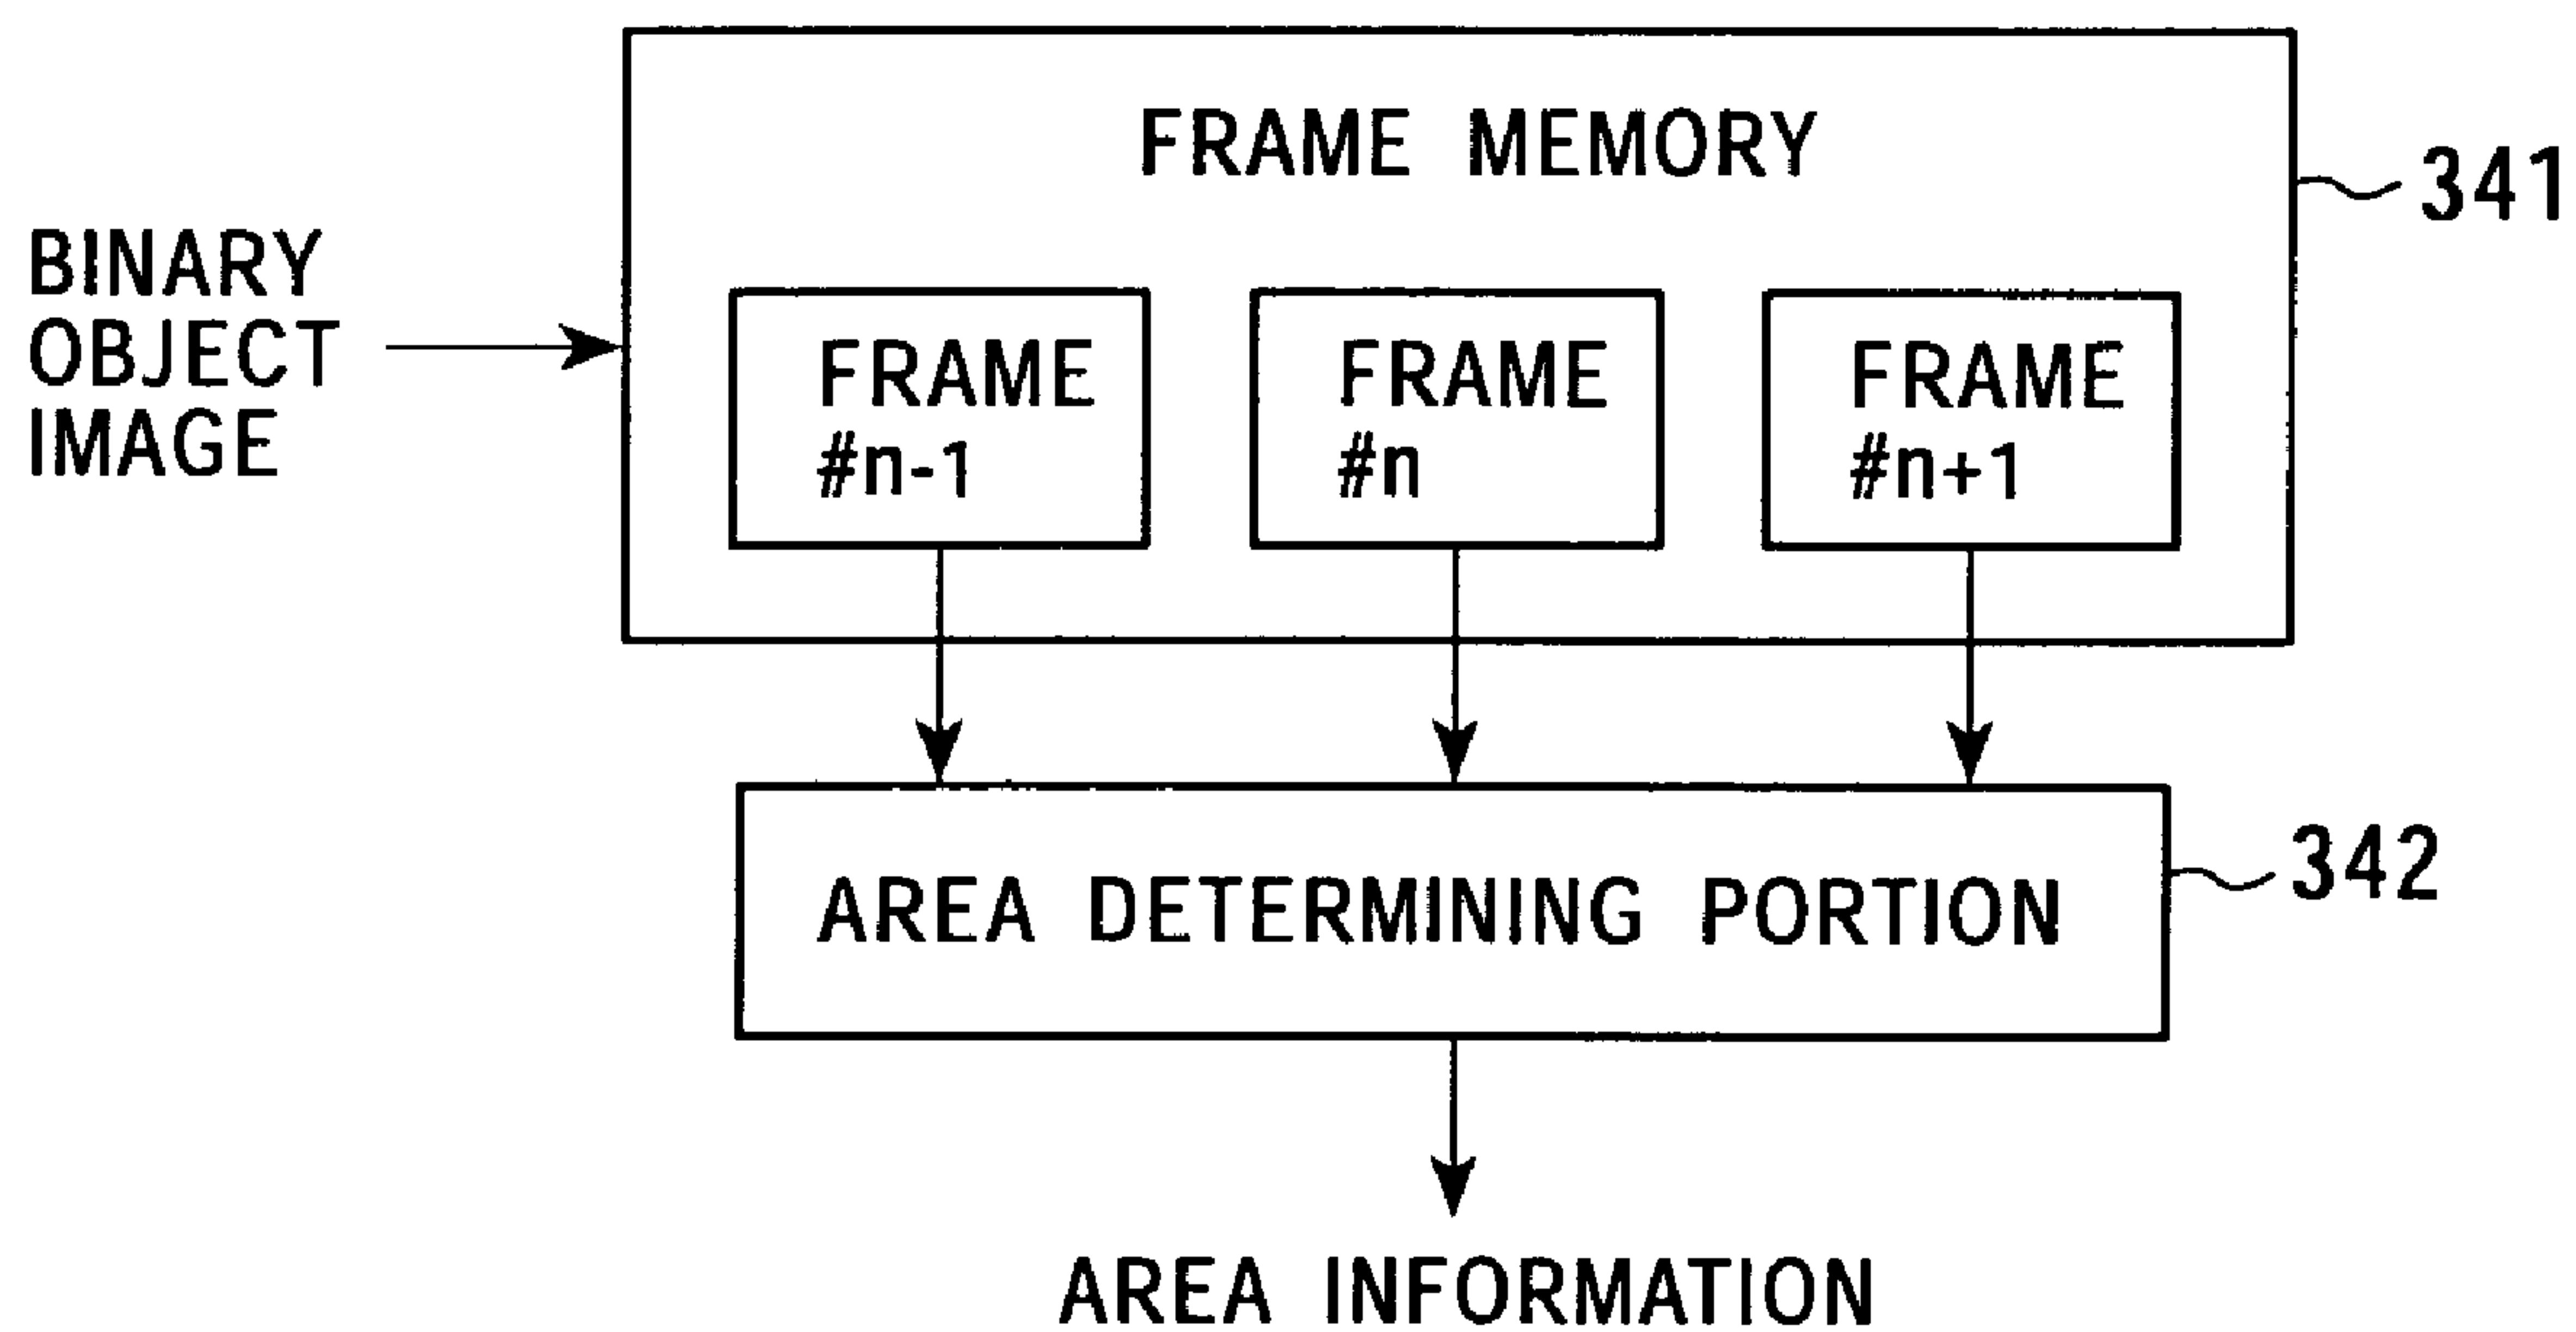 FRAME MEMORY
341
BINARY
OBJECT
IMAGE
FRAME
#n-1
FRAME
#n
FRAME
#n+1
AREA DETERMINING PORTION
342
AREA INFORMATION